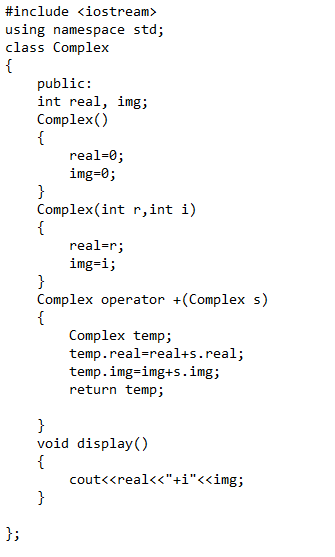 #include <iostream>
using namespace std;
class Complex
{
    public:
    int real, img;
    Complex()
    {
        real=0;
        img=0;
    }
    Complex(int r,int i)
    {
        real=r;
        img=i;
    }
    Complex operator +(Complex s)
    {
        Complex temp;
        temp.real=real+s.real;
        temp.img=img+s.img;
        return temp;

    }
    void display()
    {
        cout<<real<<"+i"<<img;
    }

};